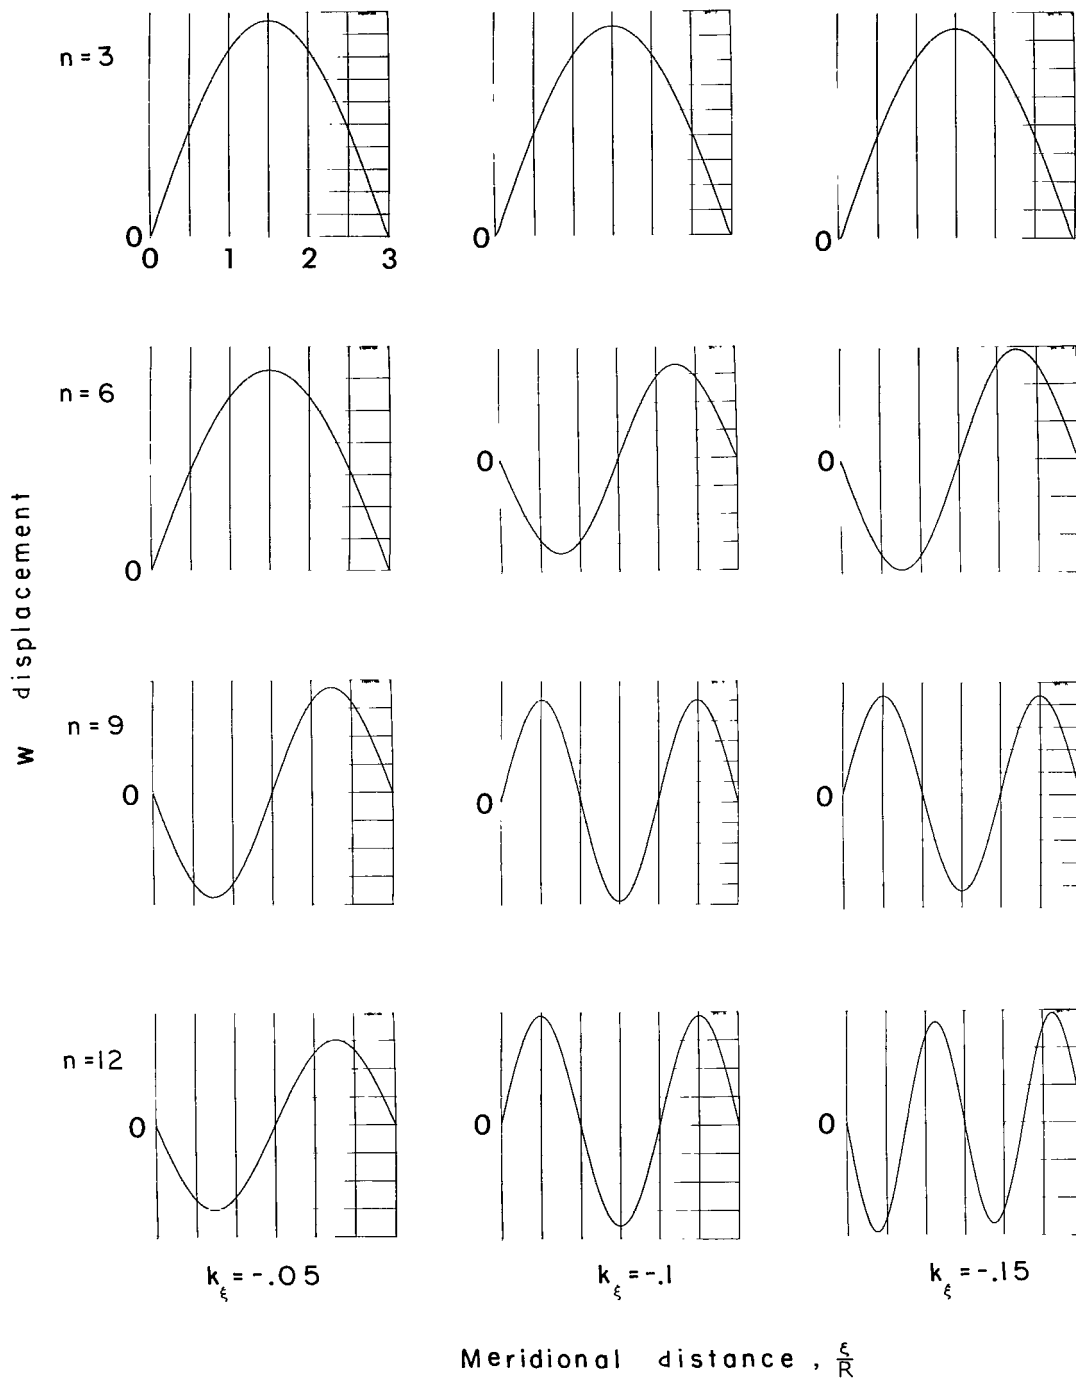 n = 3
0
0 1 2 3
0
0
n = 6
0
0
0
n = 9
0
0
0
n = 12
0
0
0
w displacement
k_ξ = -.05
k_ξ = -.1
k_ξ = -.15
Meridional distance , ξ/R